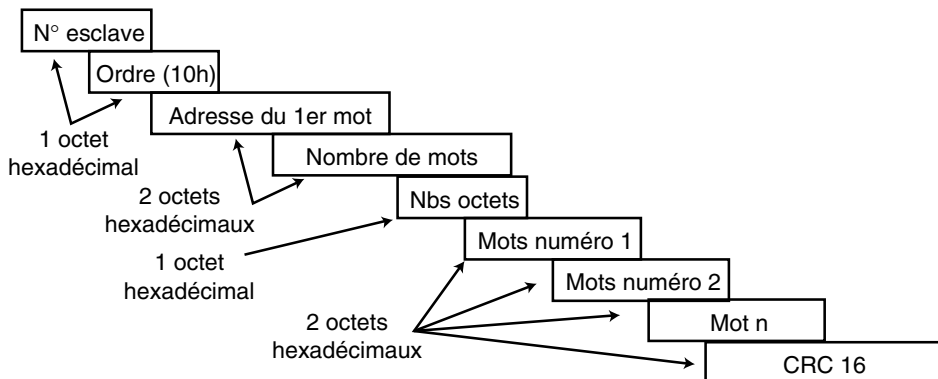 N° esclave
Ordre (10h)
Adresse du 1er mot
1 octet
hexadécimal
Nombre de mots
2 octets
hexadécimaux
Nbs octets
1 octet
hexadécimal
Mots numéro 1
Mots numéro 2
2 octets
hexadécimaux
Mot n
CRC 16